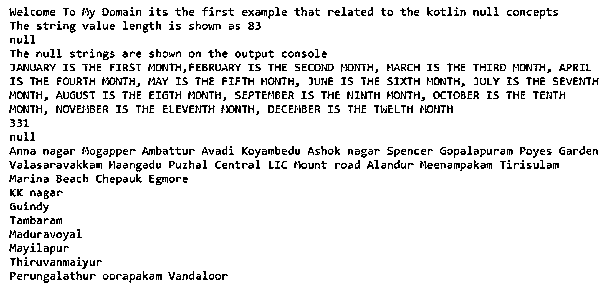 Welcome To My Domain its the first example that related to the kotlin null concepts
The string value length is shown as 83
null
The null strings are shown on the output console
JANUARY IS THE FIRST MONTH,FEBRUARY IS THE SECOND MONTH, MARCH IS THE THIRD MONTH, APRIL
IS THE FOURTH MONTH, MAY IS THE FIFTH MONTH, JUNE IS THE SIXTH MONTH, JULY IS THE SEVENTH
MONTH, AUGUST IS THE EIGTH MONTH, SEPTEMBER IS THE NINTH MONTH, OCTOBER IS THE TENTH
MONTH, NOVEMBER IS THE ELEVENTH MONTH, DECEMBER IS THE TWELTH MONTH
331
null
Anna nagar Mogapper Ambattur Avadi Koyambedu Ashok nagar Spencer Gopalapuram Poyes Garden
Valasaravakkam Maangadu Puzhal Central LIC Mount road Alandur Meenampakam Tirisulam
Marina Beach Chepauk Egmore
KK nagar
Guindy
Tambaram
Maduravoyal
Mayilapur
Thiruvanmaiyur
Perungalathur oorapakam Vandaloor